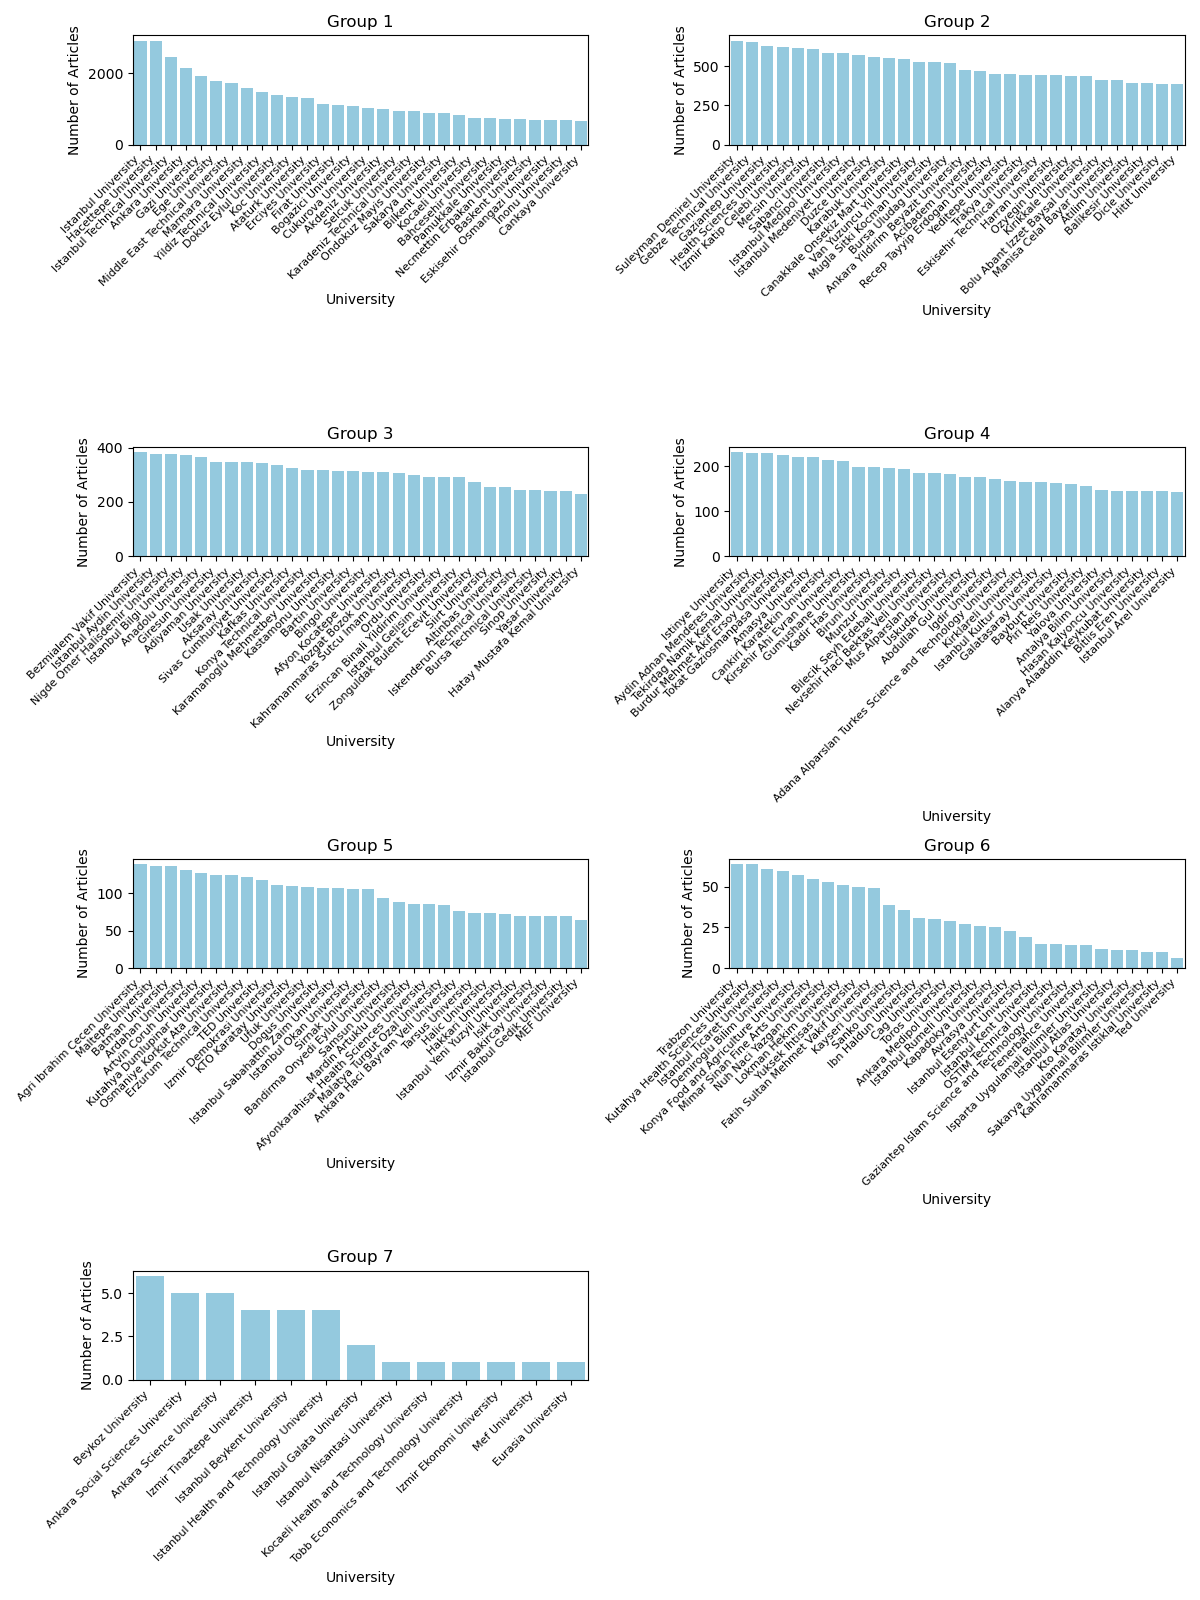 Group 1
Number of Articles
2000
0
Istanbul University
Hacettepe University
Istanbul Technical University
Ankara University
Gazi University
Ege University
Middle East Technical University
Marmara University
Yildiz Technical University
Dokuz Eylul University
Koc University
Ataturk University
Erciyes University
Firat University
Bogazici University
Cukurova University
Akdeniz University
Selcuk University
Karadeniz Technical University
Ondokuz Mayis University
Sakarya University
Bilkent University
Kocaeli University
Bahcesehir University
Pamukkale University
Necmettin Erbakan University
Baskent University
Eskisehir Osmangazi University
Inonu University
Cankaya University
University
Group 2
Number of Articles
500
250
0
Suleyman Demirel University
Gebze Technical University
Gaziantep University
Health Sciences University
Izmir Katip Celebi University
Mersin University
Sabanci University
Istanbul Medipol University
Istanbul Medeniyet University
Duzce University
Karabuk University
Canakkale Onsekiz Mart University
Van Yuzuncu Yil University
Mugla Sitki Kocman University
Bursa Uludag University
Ankara Yildirim Beyazit University
Acibadem University
Recep Tayyip Erdogan University
Yeditepe University
Trakya University
Eskisehir Technical University
Harran University
Ozyegin University
Kirikkale University
Bolu Abant Izzet Baysal University
Manisa Celal Bayar University
Atilim University
Balikesir University
Dicle University
Hitit University
University
Group 3
Number of Articles
400
200
0
Bezmialem Vakif University
Istanbul Aydin University
Nigde Omer Halisdemir University
Istanbul Bilgi University
Giresun University
Anadolu University
Adiyaman University
Usak University
Aksaray University
Sivas Cumhuriyet University
Kafkas University
Konya Technical University
Karamanoglu Mehmetbey University
Kastamonu University
Bartin University
Bingol University
Afyon Kocatepe University
Yozgat Bozok University
Kahramanmaras Sutcu Imam University
Ordu University
Erzincan Binali Yildirim University
Istanbul Gelisim University
Zonguldak Bulent Ecevit University
Siirt University
Altinbas University
Iskenderun Technical University
Bursa Technical University
Sinop University
Yasar University
Hatay Mustafa Kemal University
University
Group 4
Number of Articles
200
100
0
Istinye University
Aydin Adnan Menderes University
Tekirdag Namik Kemal University
Burdur Mehmet Akif Ersoy University
Tokat Gaziosmanpasa University
Amasya University
Cankiri Karatekin University
Kirsehir Ahi Evran University
Gumushane University
Kadir Has University
Biruni University
Munzur University
Bilecik Seyh Edebali University
Nevsehir Haci Bektas Veli University
Mus Alparslan University
Uskudar University
Abdullah Gul University
Igdir University
Adana Alparslan Turkes Science and Technology University
Kirklareli University
Istanbul Kultur University
Galatasaray University
Bayburt University
Piri Reis University
Yalova University
Antalya Bilim University
Hasan Kalyoncu University
Alanya Alaaddin Keykubat University
Bitlis Eren University
Istanbul Arel University
University
Group 5
Number of Articles
100
50
0
Agri Ibrahim Cecen University
Maltepe University
Batman University
Ardahan University
Artvin Coruh University
Kutahya Dumlupinar University
Osmaniye Korkut Ata University
Erzurum Technical University
TED University
Izmir Demokrasi University
KTO Karatay University
Ufuk University
Dogus University
Istanbul Sabahattin Zaim University
Istanbul Okan University
Sirnak University
Bandirma Onyedi Eylul University
Samsun University
Mardin Artuklu University
Afyonkarahisar Health Sciences University
Malatya Turgut Ozal University
Ankara Haci Bayram Veli University
Tarsus University
Halic University
Hakkari University
Istanbul Yeni Yuzyil University
Isik University
Izmir Bakircay University
Istanbul Gedik University
MEF University
University
Group 6
Number of Articles
50
25
0
Trabzon University
Kutahya Health Sciences University
Istanbul Ticaret University
Demiroglu Bilim University
Konya Food and Agriculture University
Mimar Sinan Fine Arts University
Nuh Naci Yazgan University
Lokman Hekim University
Yuksek Ihtisas University
Fatih Sultan Mehmet Vakif University
Kayseri University
Sanko University
Ibn Haldun University
Cag University
Toros University
Ankara Medipol University
Istanbul Rumeli University
Kapadokya University
Avrasya University
Istanbul Esenyurt University
Istanbul Kent University
OSTIM Technical University
Gaziantep Islam Science and Technology University
Fenerbahce University
Isparta Uygulamali Bilimler University
Istanbul Atlas University
Kto Karatay University
Sakarya Uygulamali Bilimler University
Kahramanmaras Istiklal University
Ted University
University
Group 7
Number of Articles
5.0
2.5
0.0
Beykoz University
Ankara Social Sciences University
Ankara Science University
Izmir Tinaztepe University
Istanbul Beykent University
Istanbul Health and Technology University
Istanbul Galata University
Istanbul Nisantasi University
Kocaeli Health and Technology University
Tobb Economics and Technology University
Izmir Ekonomi University
Mef University
Eurasia University
University